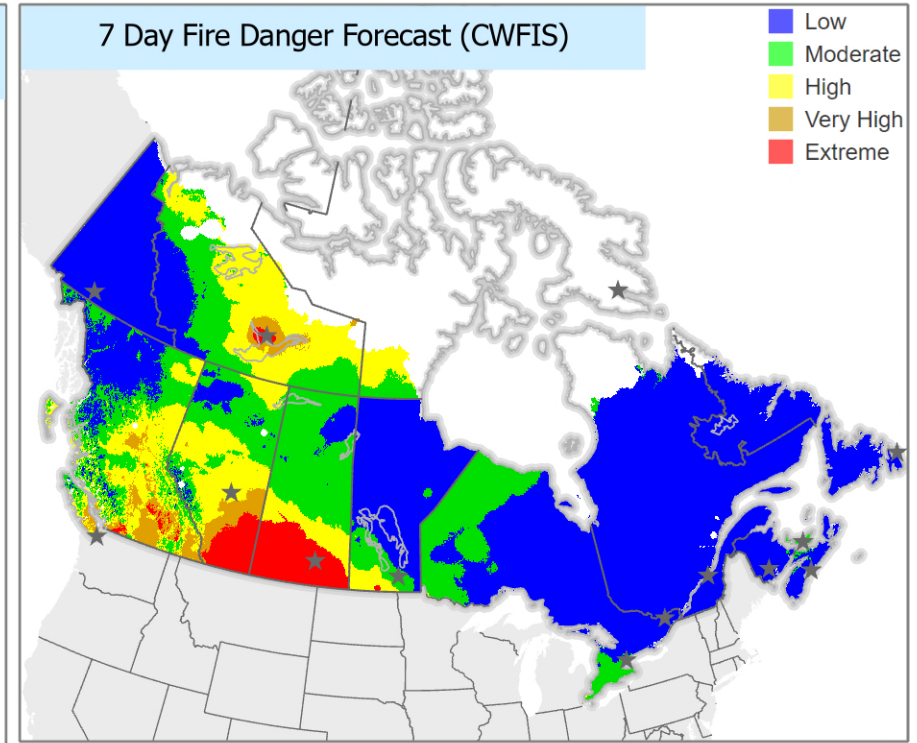 7 Day Fire Danger Forecast (CWFIS)
Low
Moderate
High
Very High
Extreme